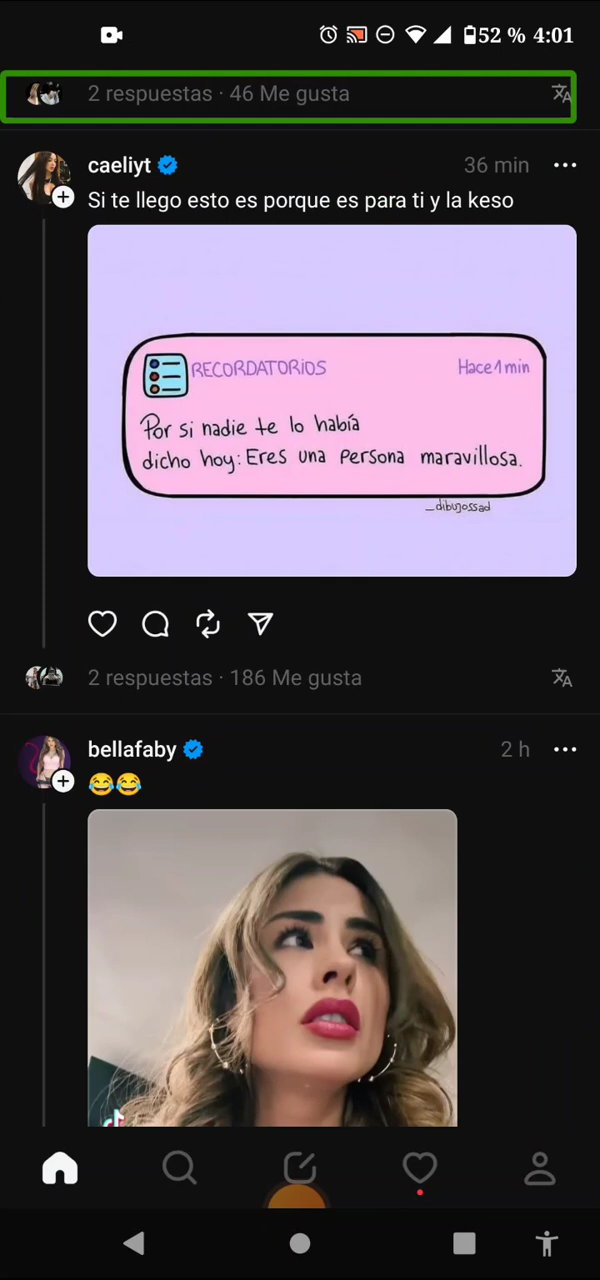 52 % 4:01
2 respuestas · 46 Me gusta
caeliyt 36 min
Si te llego esto es porque es para ti y la keso
RECORDATORIOS Hace 1 min
Por si nadie te lo había
dicho hoy: Eres una persona maravillosa.
_dibujossad
2 respuestas · 186 Me gusta
bellafaby 2 h
😂😂